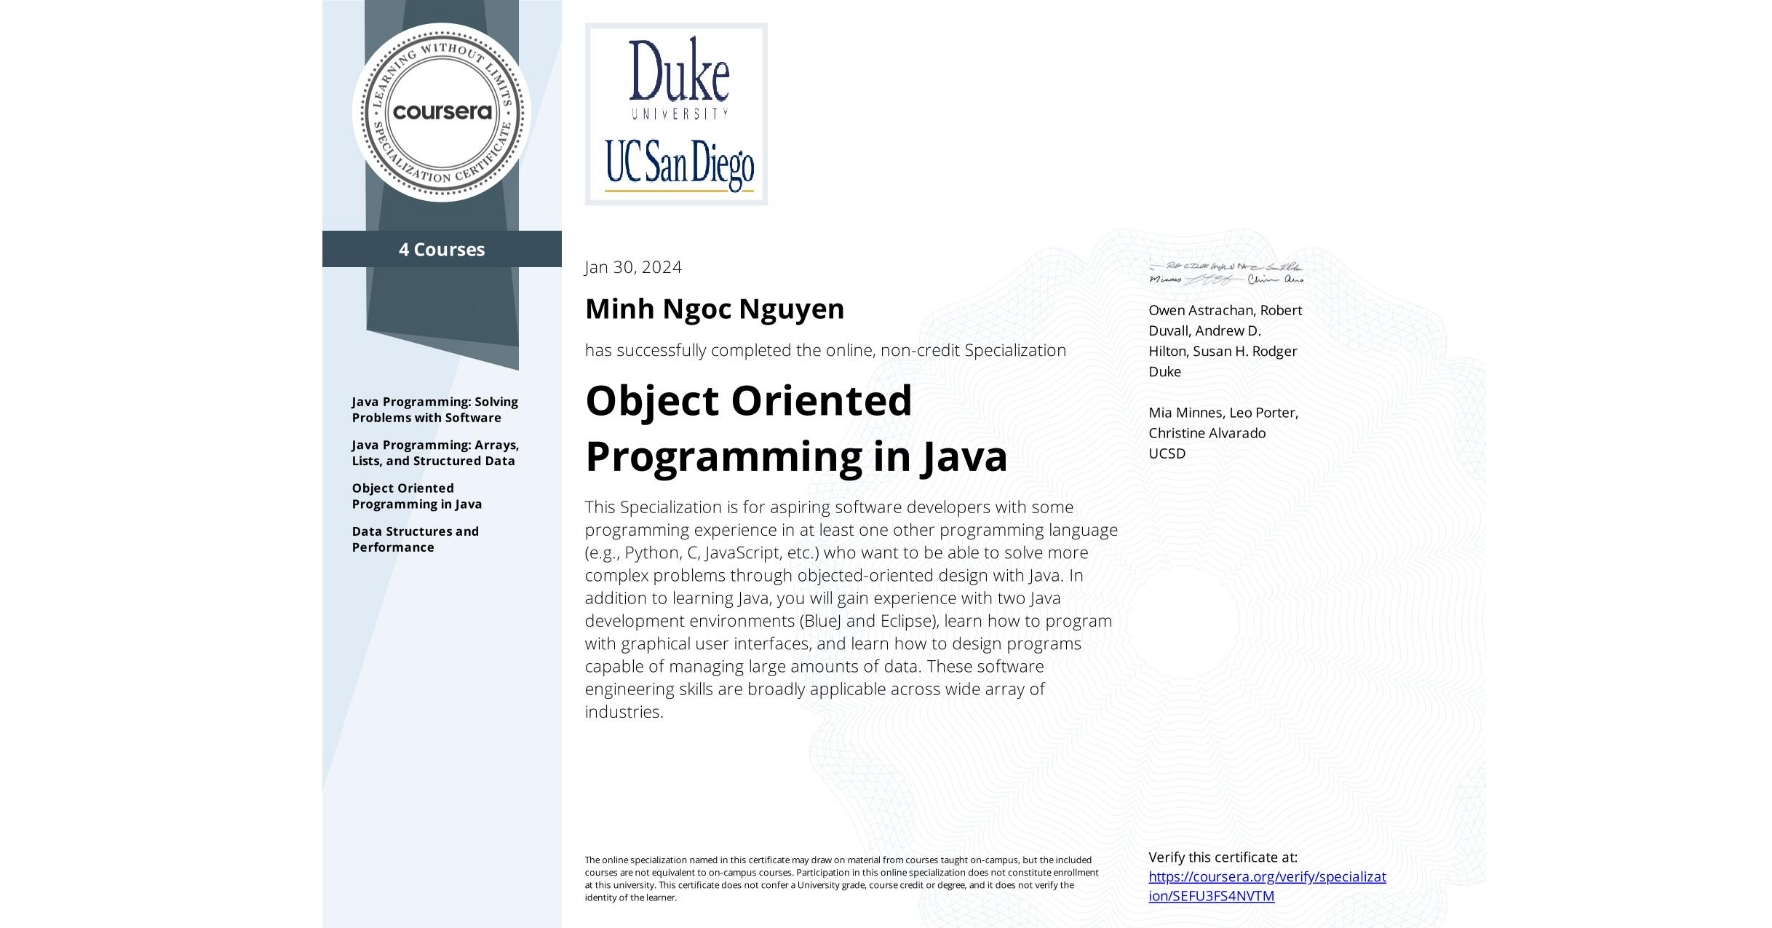 LEARNING WITHOUT LIMITS
coursera
SPECIALIZATION CERTIFICATE
4 Courses
Java Programming: Solving
Problems with Software
Java Programming: Arrays,
Lists, and Structured Data
Object Oriented
Programming in Java
Data Structures and
Performance
Duke
UNIVERSITY
UC San Diego
Jan 30, 2024
Minh Ngoc Nguyen
has successfully completed the online, non-credit Specialization
Object Oriented
Programming in Java
This Specialization is for aspiring software developers with some
programming experience in at least one other programming language
(e.g., Python, C, JavaScript, etc.) who want to be able to solve more
complex problems through objected-oriented design with Java. In
addition to learning Java, you will gain experience with two Java
development environments (BlueJ and Eclipse), learn how to program
with graphical user interfaces, and learn how to design programs
capable of managing large amounts of data. These software
engineering skills are broadly applicable across wide array of
industries.
Owen Astrachan, Robert
Duvall, Andrew D.
Hilton, Susan H. Rodger
Duke
Mia Minnes, Leo Porter,
Christine Alvarado
UCSD
The online specialization named in this certificate may draw on material from courses taught on-campus, but the included
courses are not equivalent to on-campus courses. Participation in this online specialization does not constitute enrollment
at this university. This certificate does not confer a University grade, course credit or degree, and it does not verify the
identity of the learner.
Verify this certificate at:
https://coursera.org/verify/specializat
ion/SEFU3FS4NVTM